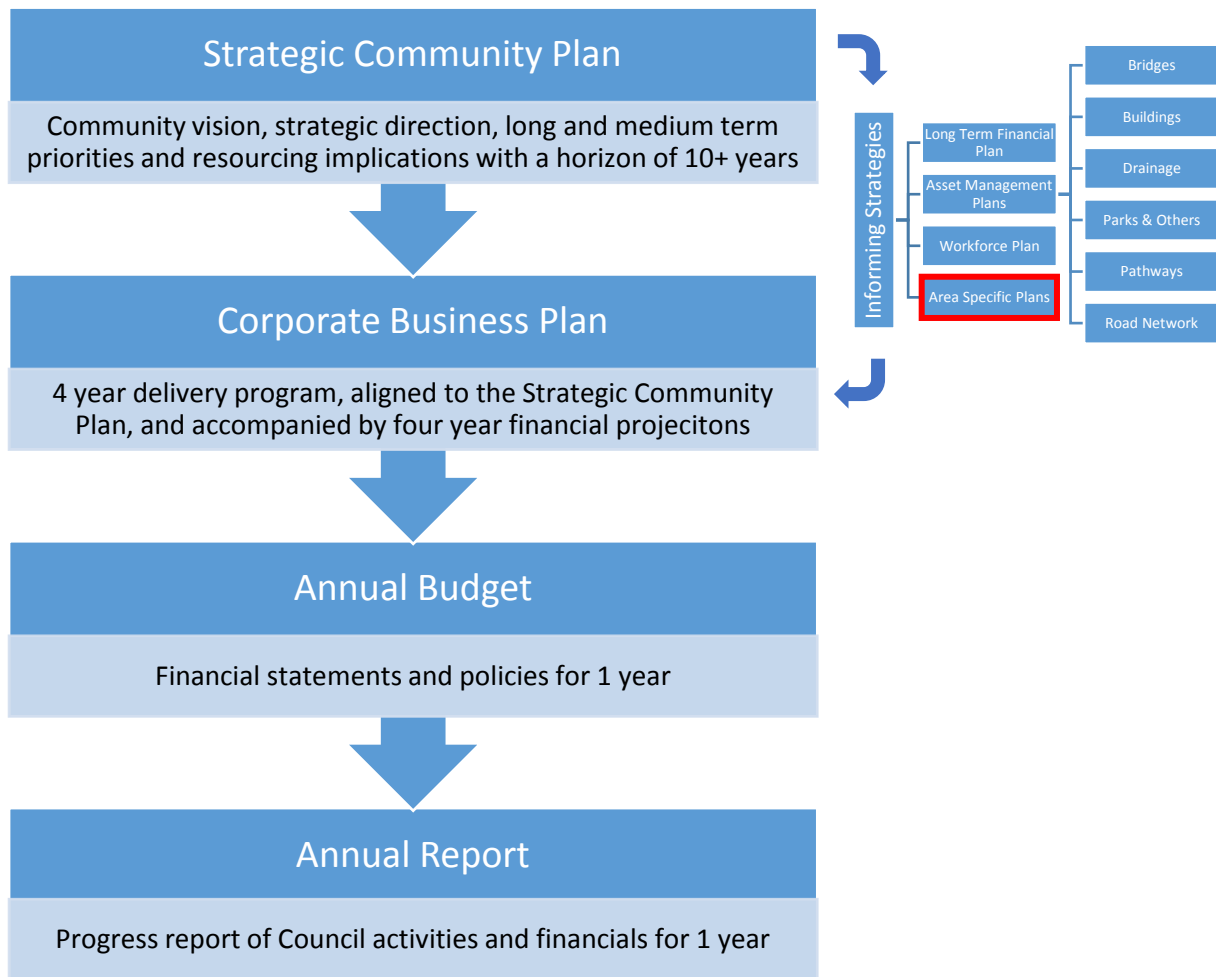 Strategic Community Plan
Community vision, strategic direction, long and medium term
priorities and resourcing implications with a horizon of 10+ years
Corporate Business Plan
4 year delivery program, aligned to the Strategic Community
Plan, and accompanied by four year financial projecitons
Annual Budget
Financial statements and policies for 1 year
Annual Report
Progress report of Council activities and financials for 1 year
Informing Strategies
Long Term Financial
Plan
Asset Management
Plans
Workforce Plan
Area Specific Plans
Bridges
Buildings
Drainage
Parks & Others
Pathways
Road Network